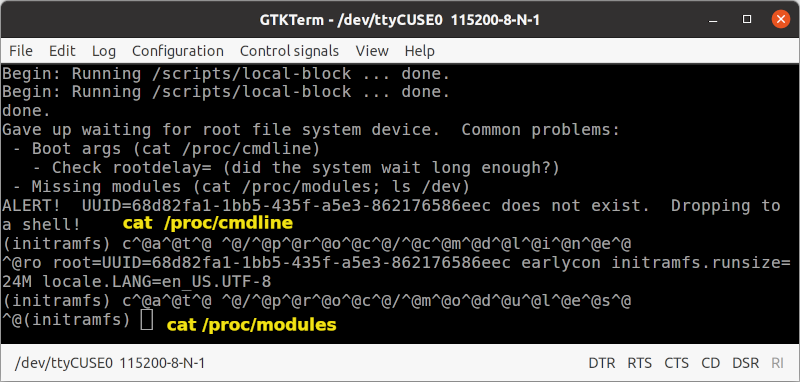 GTKTerm - /dev/ttyCUSE0 115200-8-N-1
File Edit Log Configuration Control signals View Help
Begin: Running /scripts/local-block ... done.
Begin: Running /scripts/local-block ... done.
done.
Gave up waiting for root file system device.  Common problems:
 - Boot args (cat /proc/cmdline)
   - Check rootdelay= (did the system wait long enough?)
 - Missing modules (cat /proc/modules; ls /dev)
ALERT!  UUID=68d82fa1-1bb5-435f-a5e3-862176586eec does not exist.  Dropping to
a shell!
cat /proc/cmdline
(initramfs) c^@a^@t^@ ^@/^@p^@r^@o^@c^@/^@c^@m^@d^@l^@i^@n^@e^@
^@ro root=UUID=68d82fa1-1bb5-435f-a5e3-862176586eec earlycon initramfs.runsize=
24M locale.LANG=en_US.UTF-8
(initramfs) c^@a^@t^@ ^@/^@p^@r^@o^@c^@/^@m^@o^@d^@u^@l^@e^@s^@
^@(initramfs)
cat /proc/modules
/dev/ttyCUSE0 115200-8-N-1 DTR RTS CTS CD DSR RI